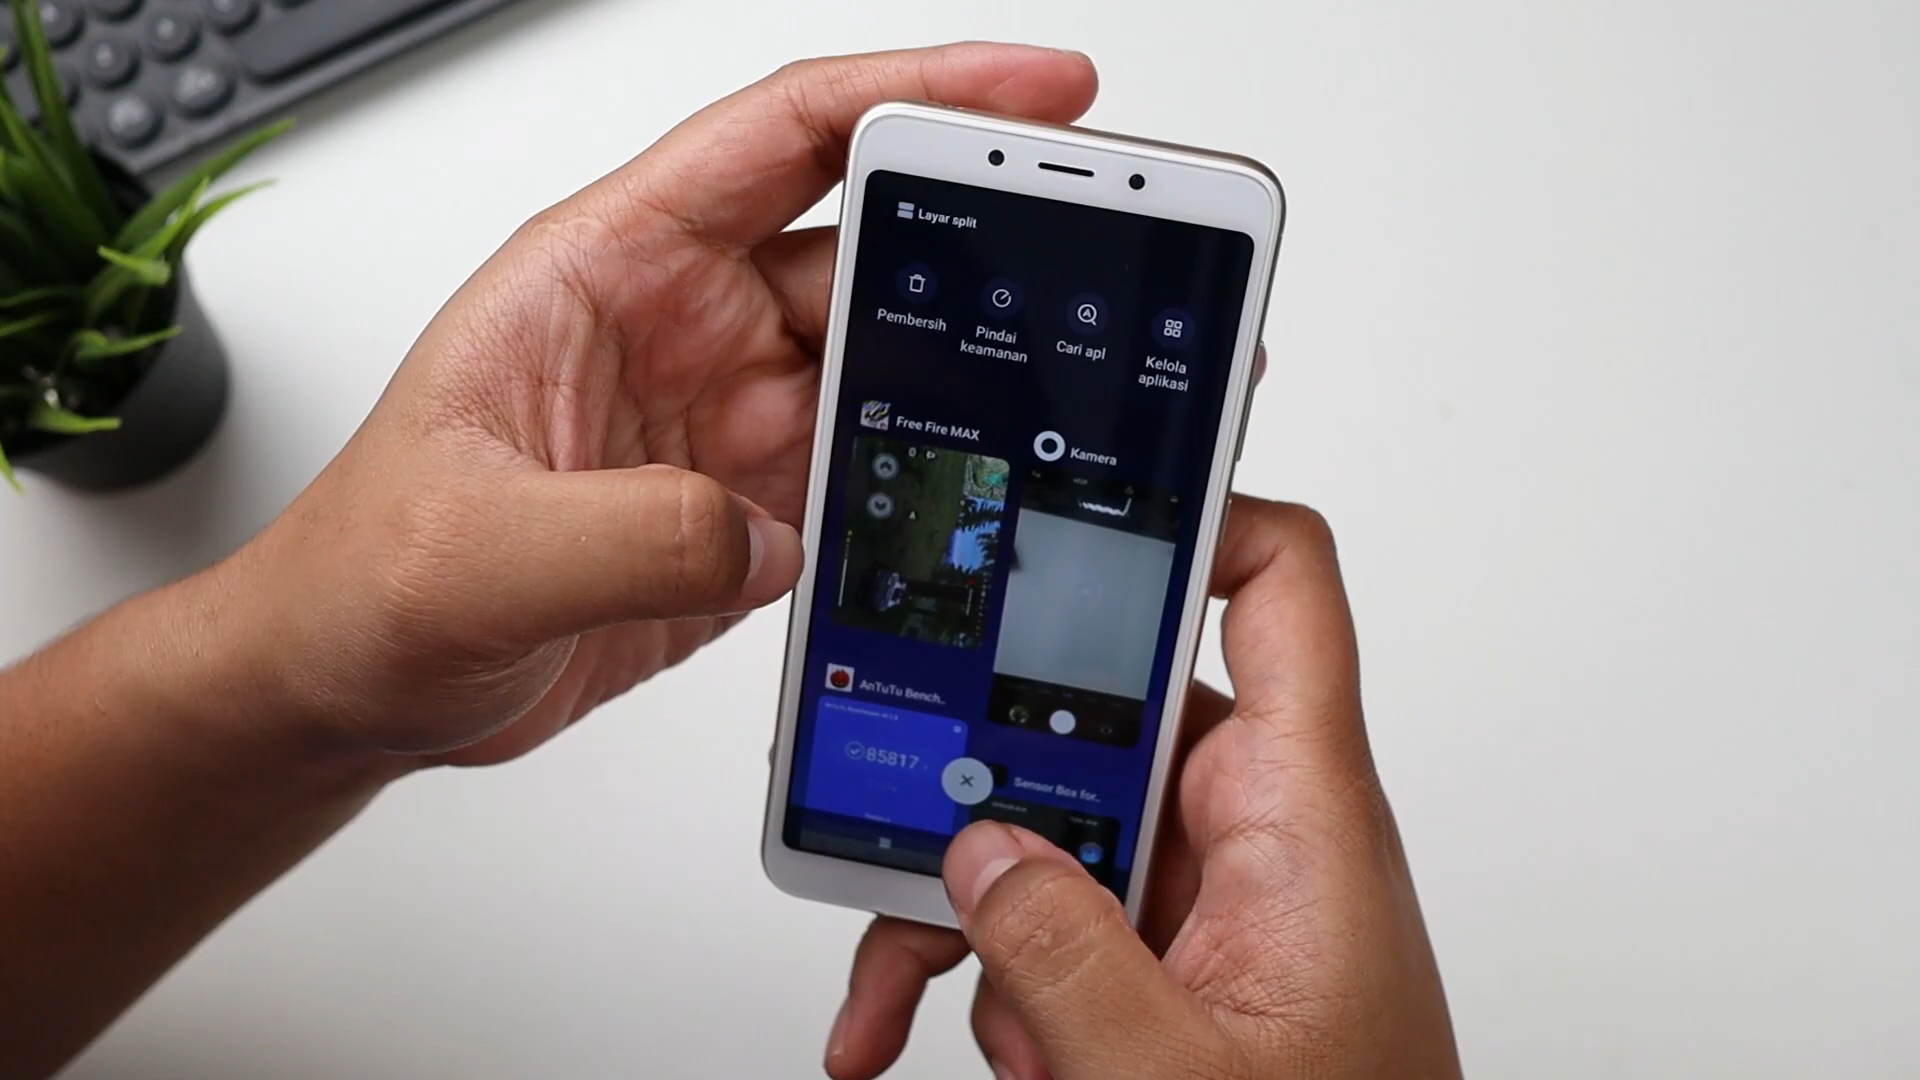 Layar split
Pembersih
Pindai
keamanan
Cari apl
Kelola
aplikasi
Free Fire MAX
Kamera
AnTuTu Bench..
85817
Sensor Box for..